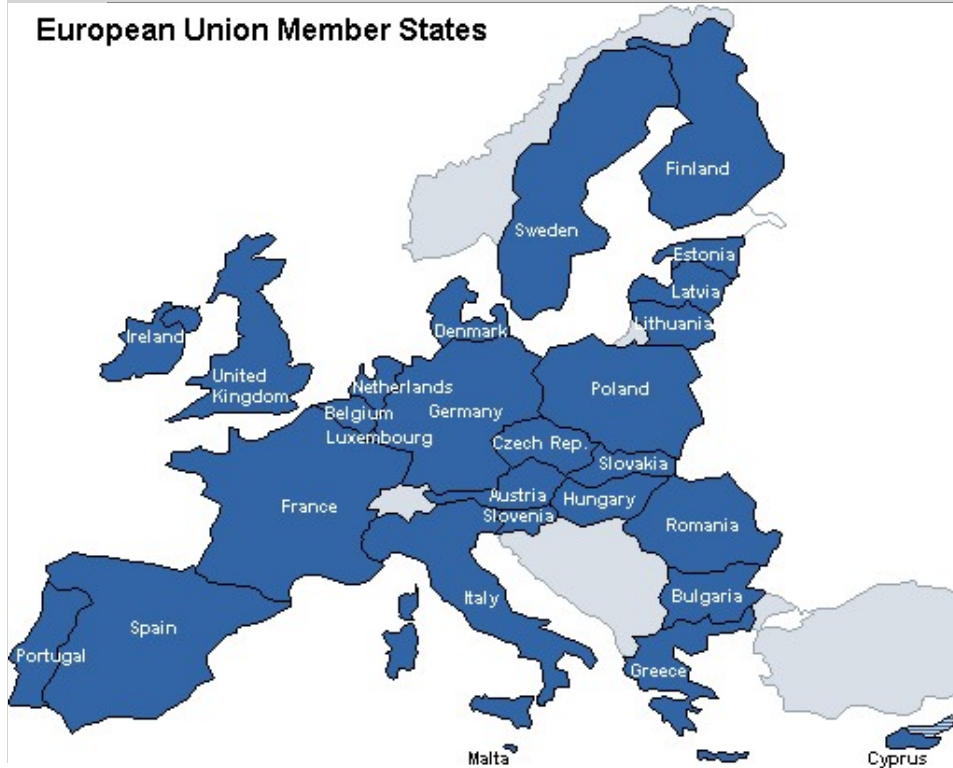 European Union Member States
Finland
Sweden
Estonia
Latvia
Lithuania
Denmark
Ireland
United
Kingdom
Netherlands
Poland
Belgium
Germany
Luxembourg
Czech Rep.
Slovakia
France
Austria
Hungary
Slovenia
Romania
Italy
Bulgaria
Spain
Portugal
Greece
Malta
Cyprus